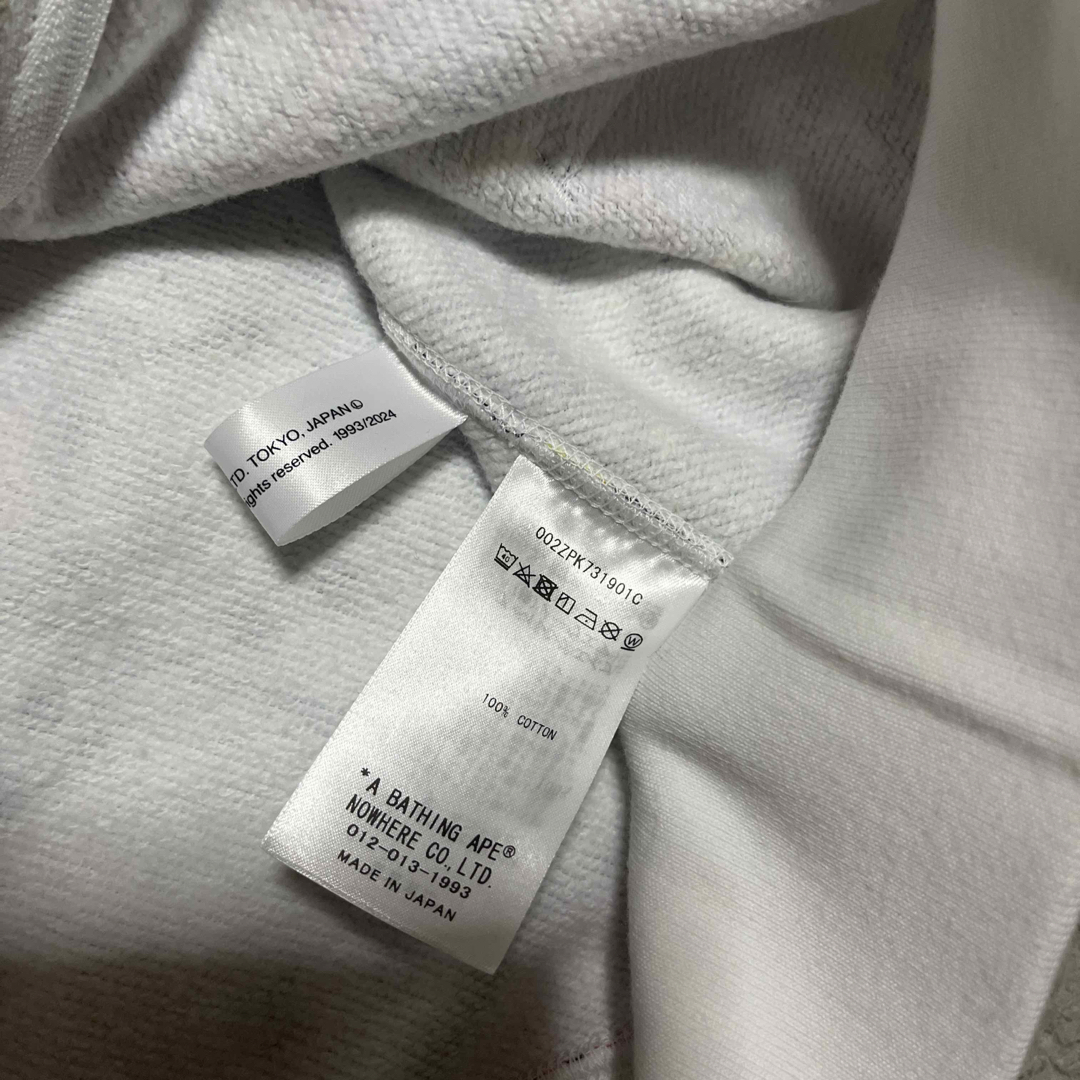 TD. TOKYO, JAPAN Ⓛ
ghts reserved. 1993/2024
002ZPK731901C
40
W
100% COTTON
*A BATHING APE®
NOWHERE CO., LTD.
012-013-1993
MADE IN JAPAN